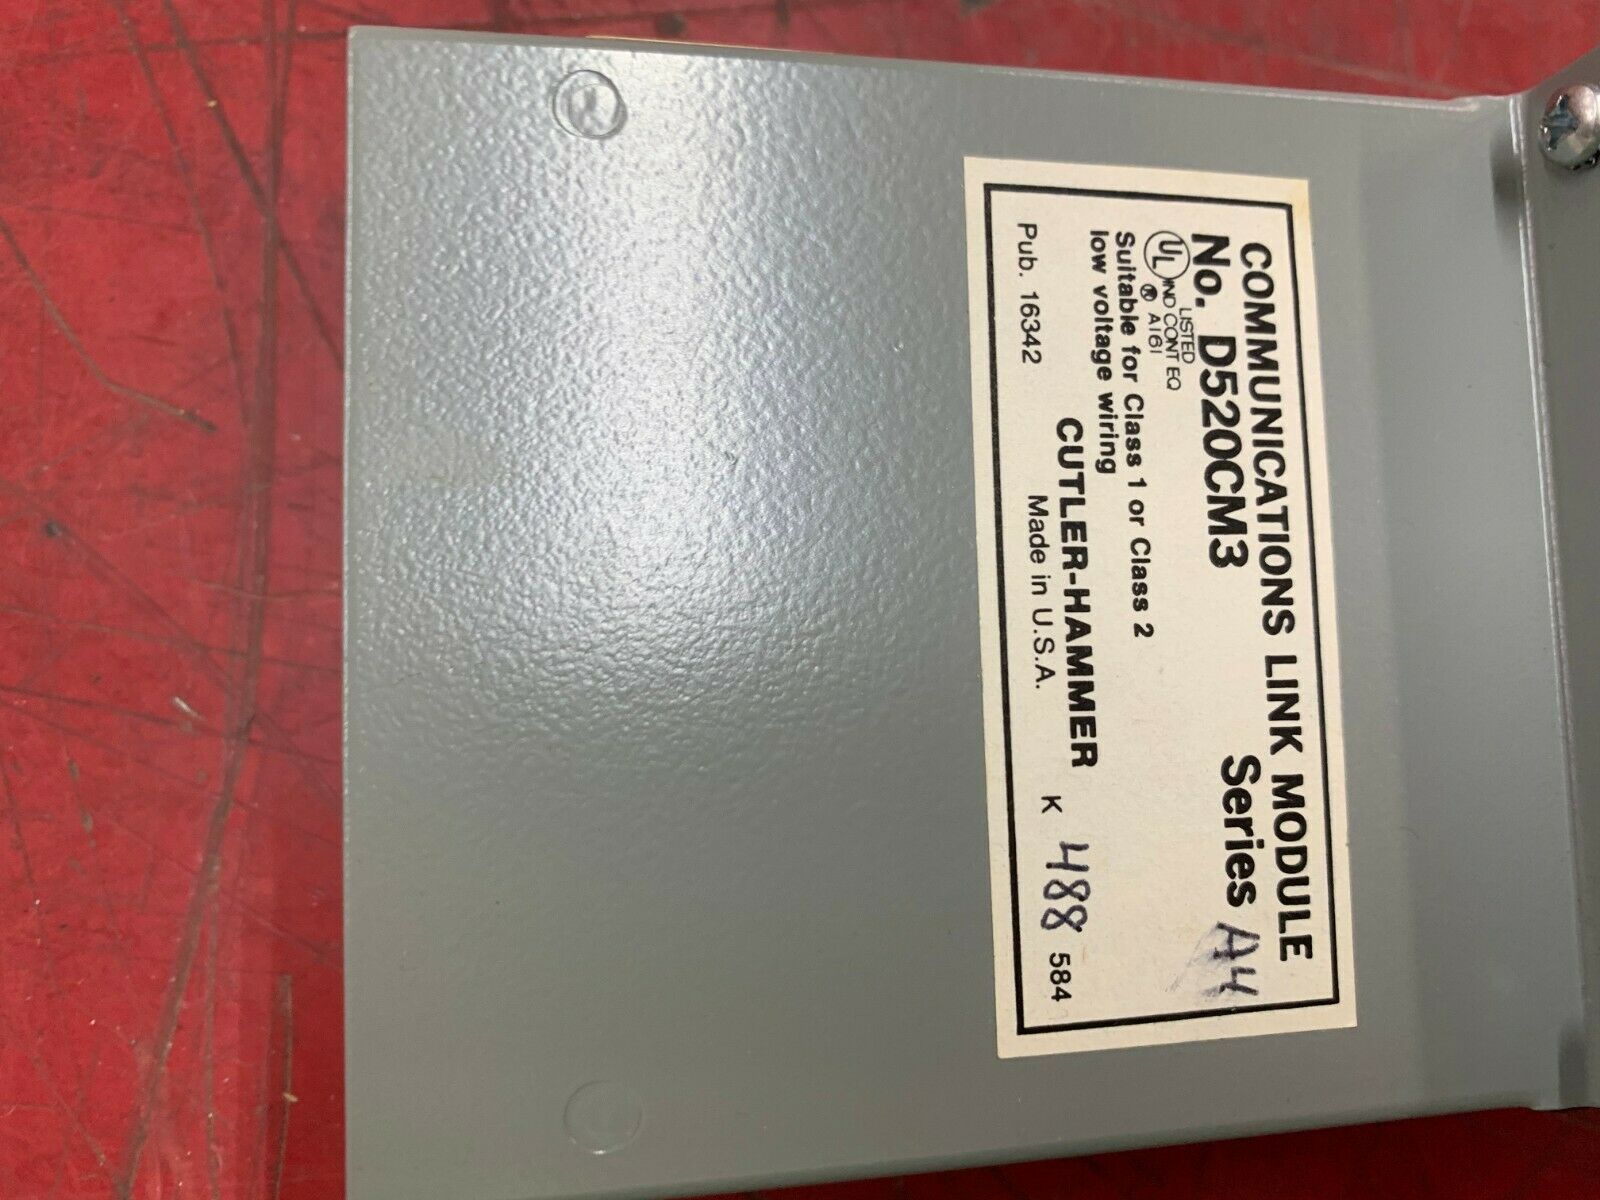 COMMUNICATIONS LINK MODULE
No. D520CM3 Series A4
UL LISTED
IND CONT EQ
® A161
Suitable for Class 1 or Class 2
low voltage wiring
CUTLER-HAMMER
Pub. 16342 Made in U.S.A. K 488 584